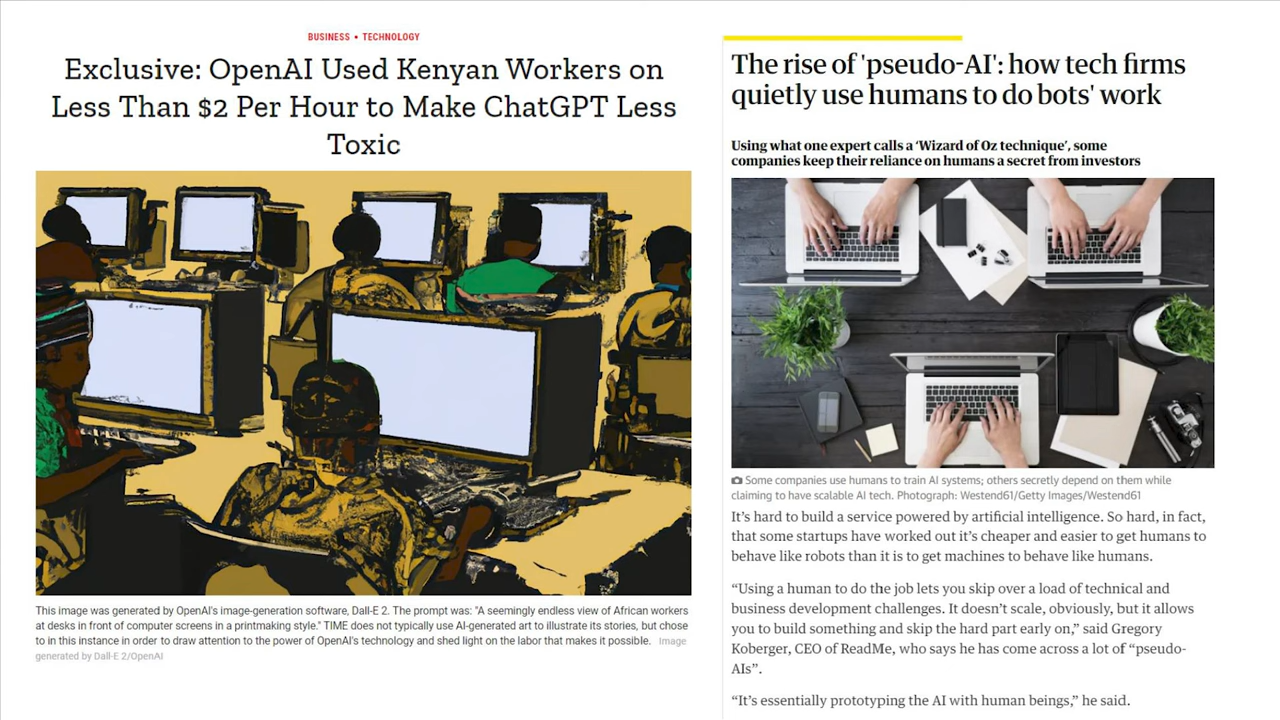 BUSINESS • TECHNOLOGY
Exclusive: OpenAI Used Kenyan Workers on
Less Than $2 Per Hour to Make ChatGPT Less
Toxic
This image was generated by OpenAI's image-generation software, Dall-E 2. The prompt was: "A seemingly endless view of African workers
at desks in front of computer screens in a printmaking style." TIME does not typically use AI-generated art to illustrate its stories, but chose
to in this instance in order to draw attention to the power of OpenAI's technology and shed light on the labor that makes it possible. Image
generated by Dall-E 2/OpenAI
The rise of 'pseudo-AI': how tech firms
quietly use humans to do bots' work
Using what one expert calls a ‘Wizard of Oz technique’, some
companies keep their reliance on humans a secret from investors
Some companies use humans to train AI systems; others secretly depend on them while
claiming to have scalable AI tech. Photograph: Westend61/Getty Images/Westend61
It’s hard to build a service powered by artificial intelligence. So hard, in fact,
that some startups have worked out it’s cheaper and easier to get humans to
behave like robots than it is to get machines to behave like humans.
“Using a human to do the job lets you skip over a load of technical and
business development challenges. It doesn’t scale, obviously, but it allows
you to build something and skip the hard part early on,” said Gregory
Koberger, CEO of ReadMe, who says he has come across a lot of “pseudo-
AIs”.
“It’s essentially prototyping the AI with human beings,” he said.